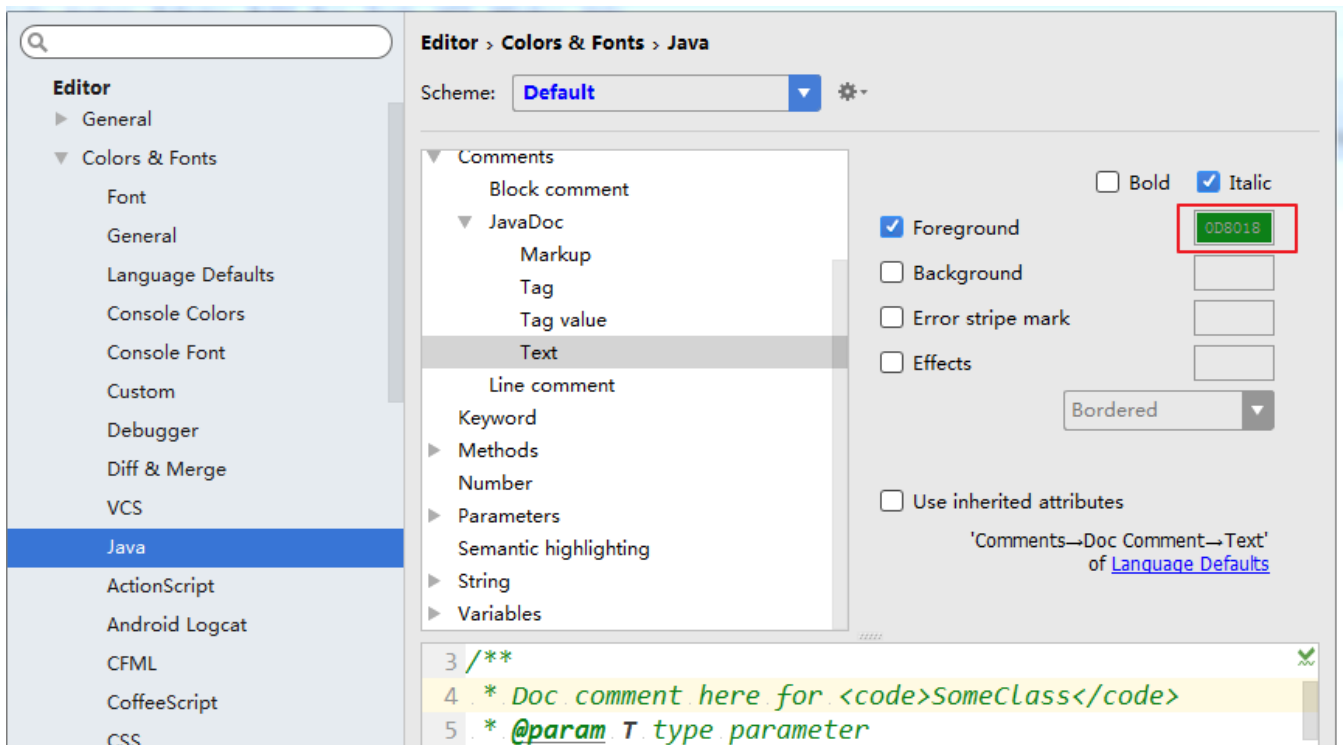 Editor › Colors & Fonts › Java
Editor
General
Colors & Fonts
Font
General
Language Defaults
Console Colors
Console Font
Custom
Debugger
Diff & Merge
VCS
Java
ActionScript
Android Logcat
CFML
CoffeeScript
CSS
Scheme: Default
Comments
Block comment
JavaDoc
Markup
Tag
Tag value
Text
Line comment
Keyword
Methods
Number
Parameters
Semantic highlighting
String
Variables
Bold Italic
Foreground 0D8018
Background
Error stripe mark
Effects
Bordered
Use inherited attributes
'Comments→Doc Comment→Text'
of Language Defaults
3 /**
4 * Doc comment here for <code>SomeClass</code>
5 * @param T type parameter